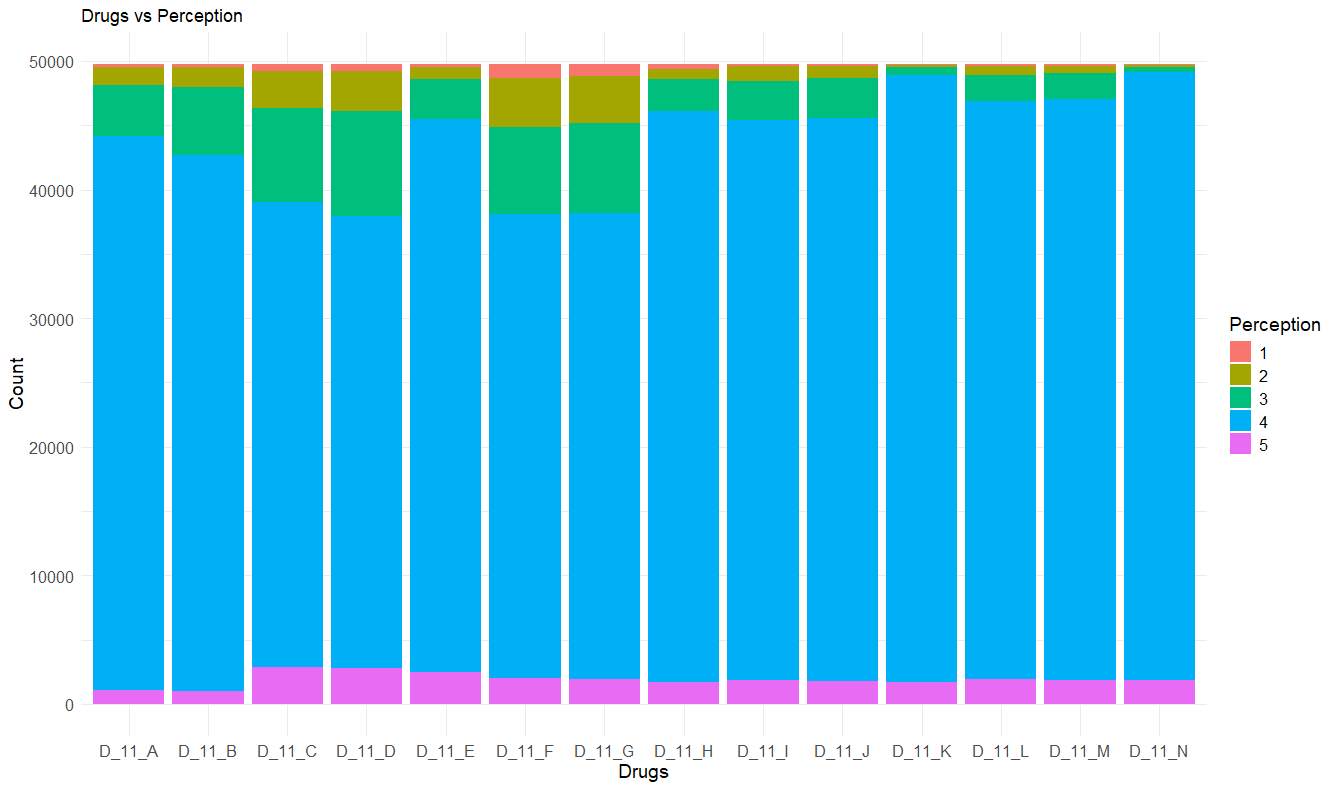 Drugs vs Perception
50000
40000
30000
20000
10000
0
Count
D_11_A D_11_B D_11_C D_11_D D_11_E D_11_F D_11_G D_11_H D_11_I D_11_J D_11_K D_11_L D_11_M D_11_N
Drugs
Perception
1
2
3
4
5